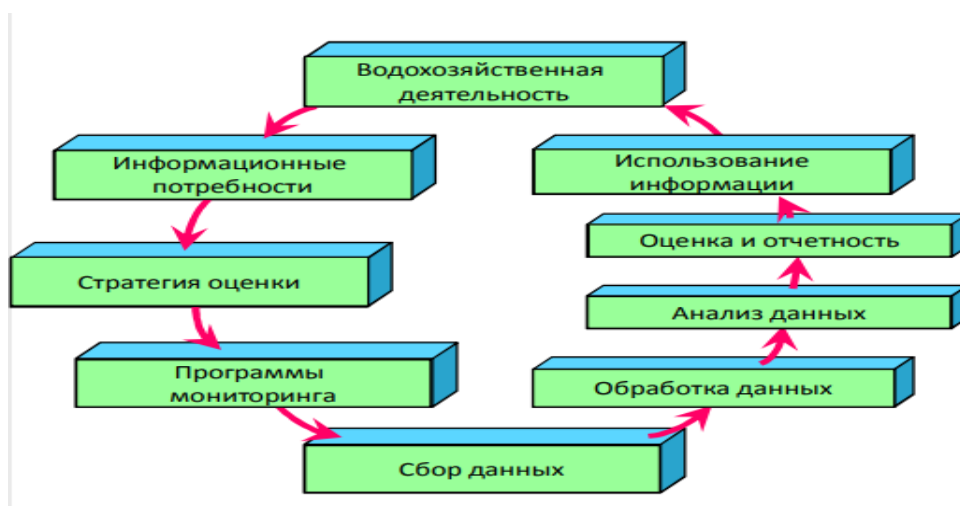 Водохозяйственная
деятельность
Информационные
потребности
Стратегия оценки
Программы
мониторинга
Сбор данных
Обработка данных
Анализ данных
Оценка и отчетность
Использование
информации